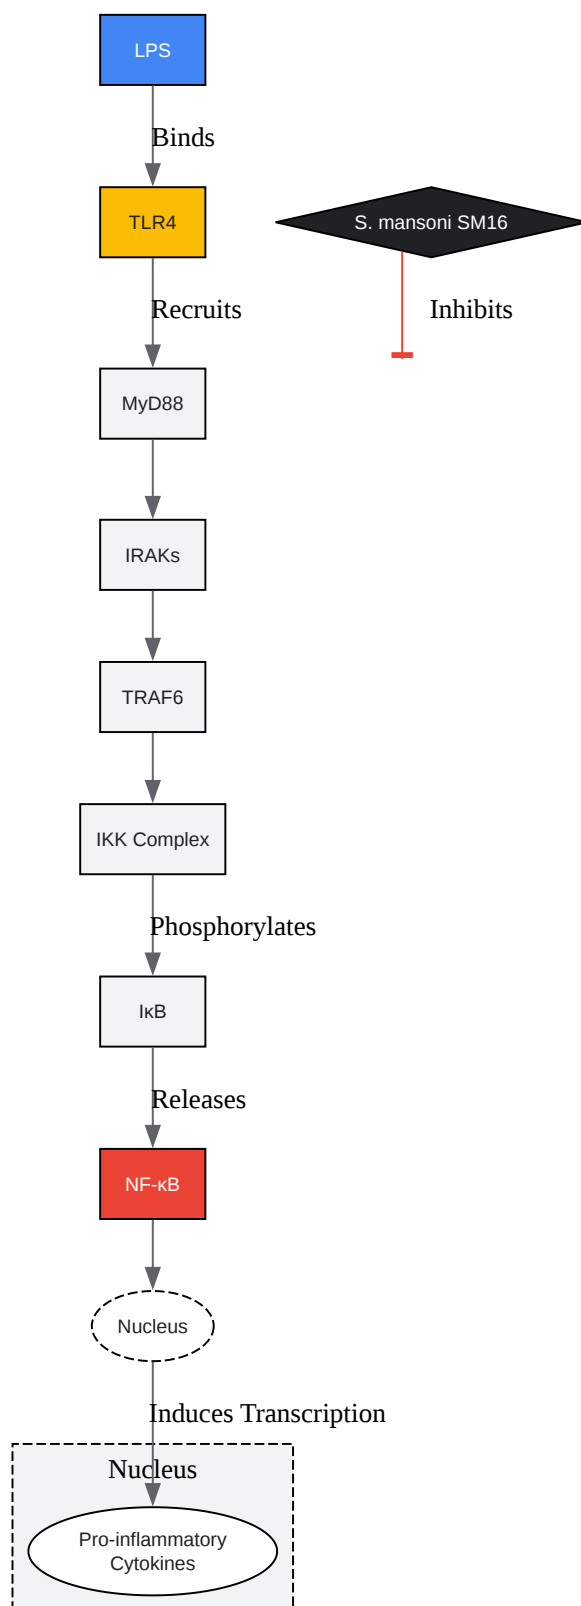 LPS
Binds
TLR4
S. mansoni SM16
Recruits
Inhibits
MyD88
IRAKs
TRAF6
IKK Complex
Phosphorylates
IκB
Releases
NF-κB
Nucleus
Induces Transcription
Nucleus
Pro-inflammatory
Cytokines